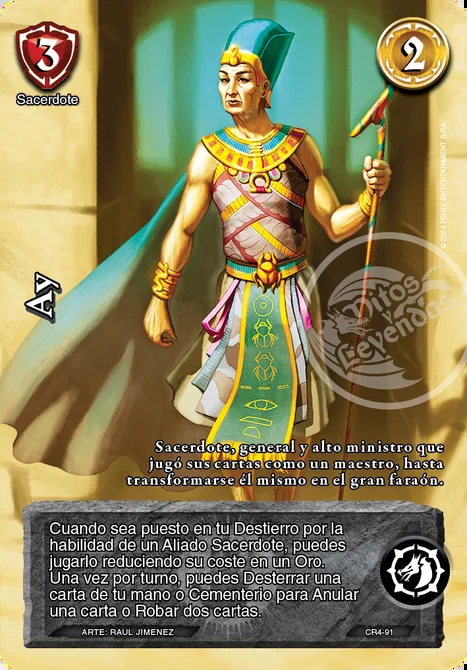 3
2
Sacerdote
© 2024 FENIX ENTERTAINMENT S.P.A.
Ay
Mitos y Leyendas
Sacerdote, general y alto ministro que
jugó sus cartas como un maestro, hasta
transformarse él mismo en el gran faraón.
Cuando sea puesto en tu Destierro por la
habilidad de un Aliado Sacerdote, puedes
jugarlo reduciendo su coste en un Oro.
Una vez por turno, puedes Desterrar una
carta de tu mano o Cementerio para Anular
una carta o Robar dos cartas.
ARTE: RAUL JIMENEZ
CR4-91